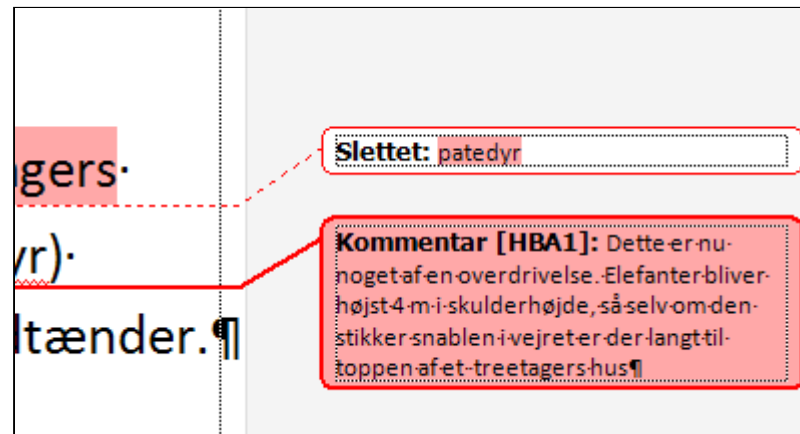 agers·
Slettet: patedyr
yr)·
Kommentar [HBA1]: Dette·er·nu·
noget·af·en·overdrivelse.·Elefanter·bliver·
højst·4·m·i·skulderhøjde,·så·selv·om·den·
stikker·snablen·i·vejret·er·der·langt·til·
toppen·af·et·-treetagers·hus¶
dtænder.¶